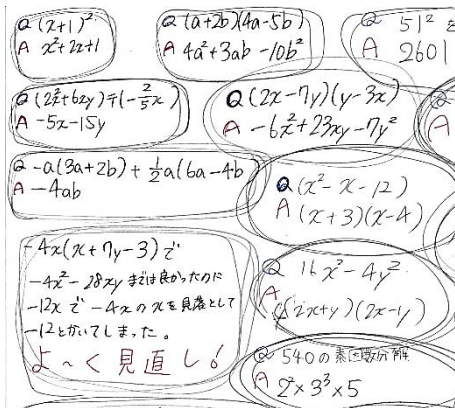 Q (x+1)²
A x²+2x+1
Q (a+2b)(4a-5b)
A 4a²+3ab-10b²
Q 51² を
A 2601
Q (2x²+6xy)÷(-2/5x)
A -5x-15y
Q (2x-7y)(y-3x)
A -6x²+23xy-7y²
A
Q -a(3a+2b)+1/2a(6a-4b
A -4ab
Q (x²-x-12)
A (x+3)(x-4)
-4x(x+7y-3)で
-4x²-28xyまでは良かったのに
-12xで -4xのxを見落として
-12とかいてしまった。
よ〜く見直し!
Q 16x²-4y²
A 4(2x+y)(2x-y)
Q 540の素因数分解
A 2²×3³×5